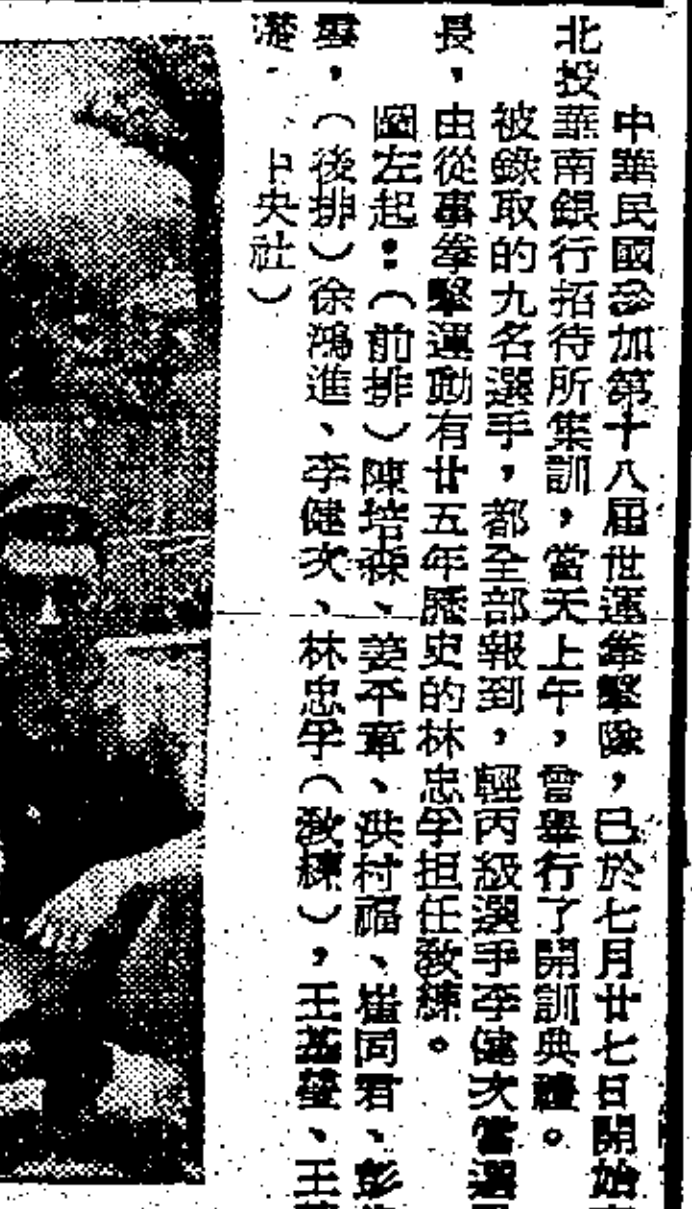 中華民國參加第十八屆世運拳擊隊，已於七月廿七日開始
北投華南銀行招待所集訓，當天上午，曾舉行了開訓典禮。
被錄取的九名選手，都全部報到，輕丙級選手李健次當選
長，由從事拳擊運動有廿五年歷史的林忠孚担任教練。
圖左起：（前排）陳培森、姜平章、洪村福、崔同君、彭
雲，（後排）徐鴻進、李健次、林忠孚（教練），王、王
港．中央社）